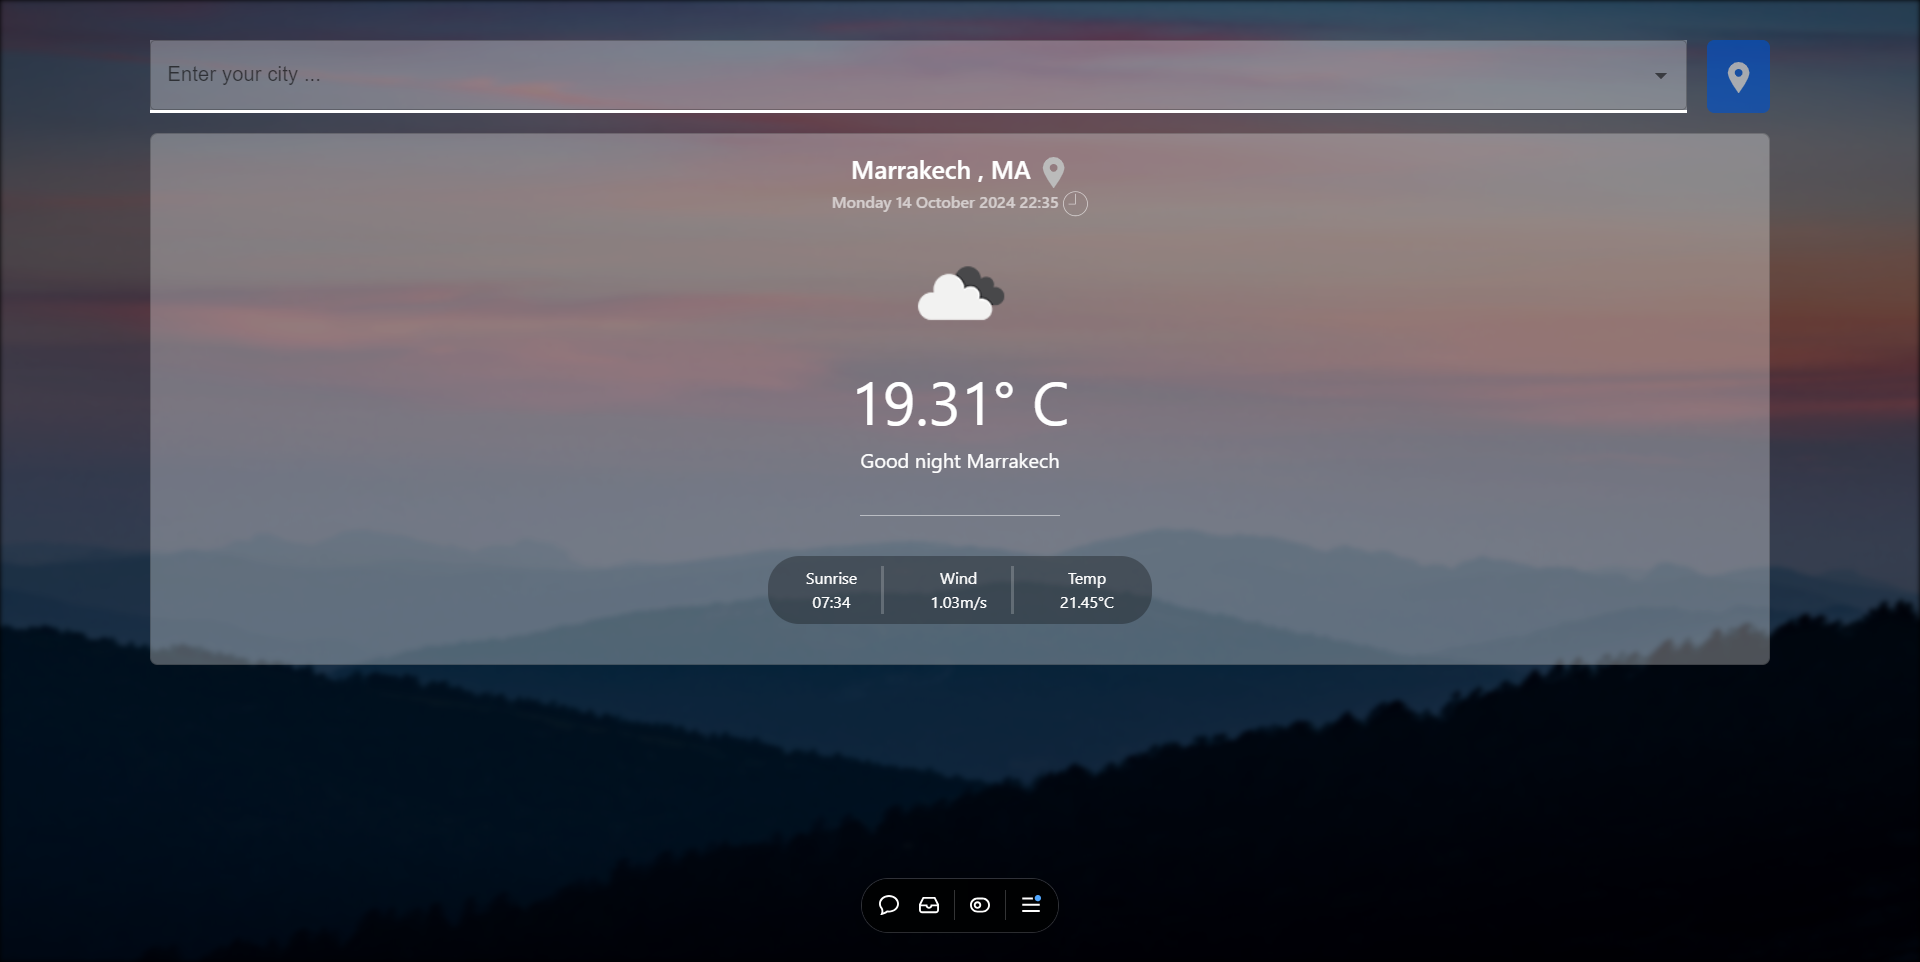 Enter your city ...
Marrakech , MA
Monday 14 October 2024 22:35
19.31° C
Good night Marrakech
Sunrise Wind Temp
07:34 1.03m/s 21.45°C